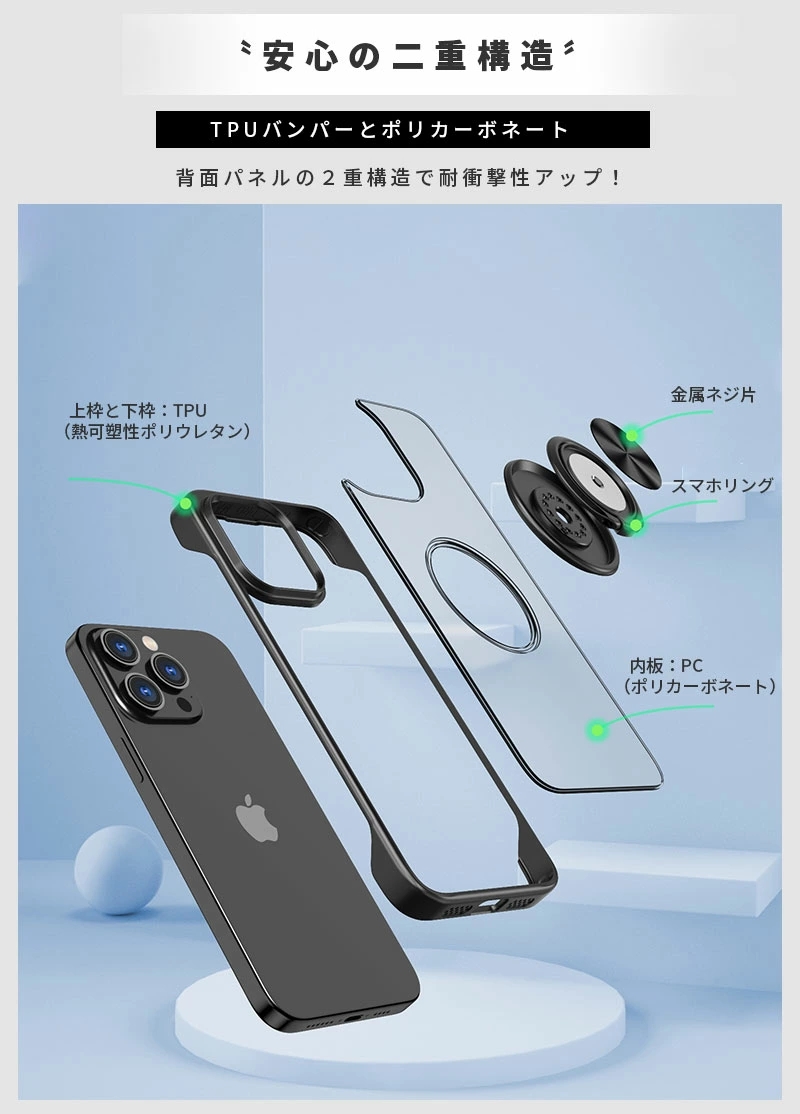 〝安心の二重構造〞
TPUバンパーとポリカーボネート
背面パネルの２重構造で耐衝撃性アップ！
金属ネジ片
上枠と下枠：TPU
（熱可塑性ポリウレタン）
スマホリング
内板：PC
（ポリカーボネート）